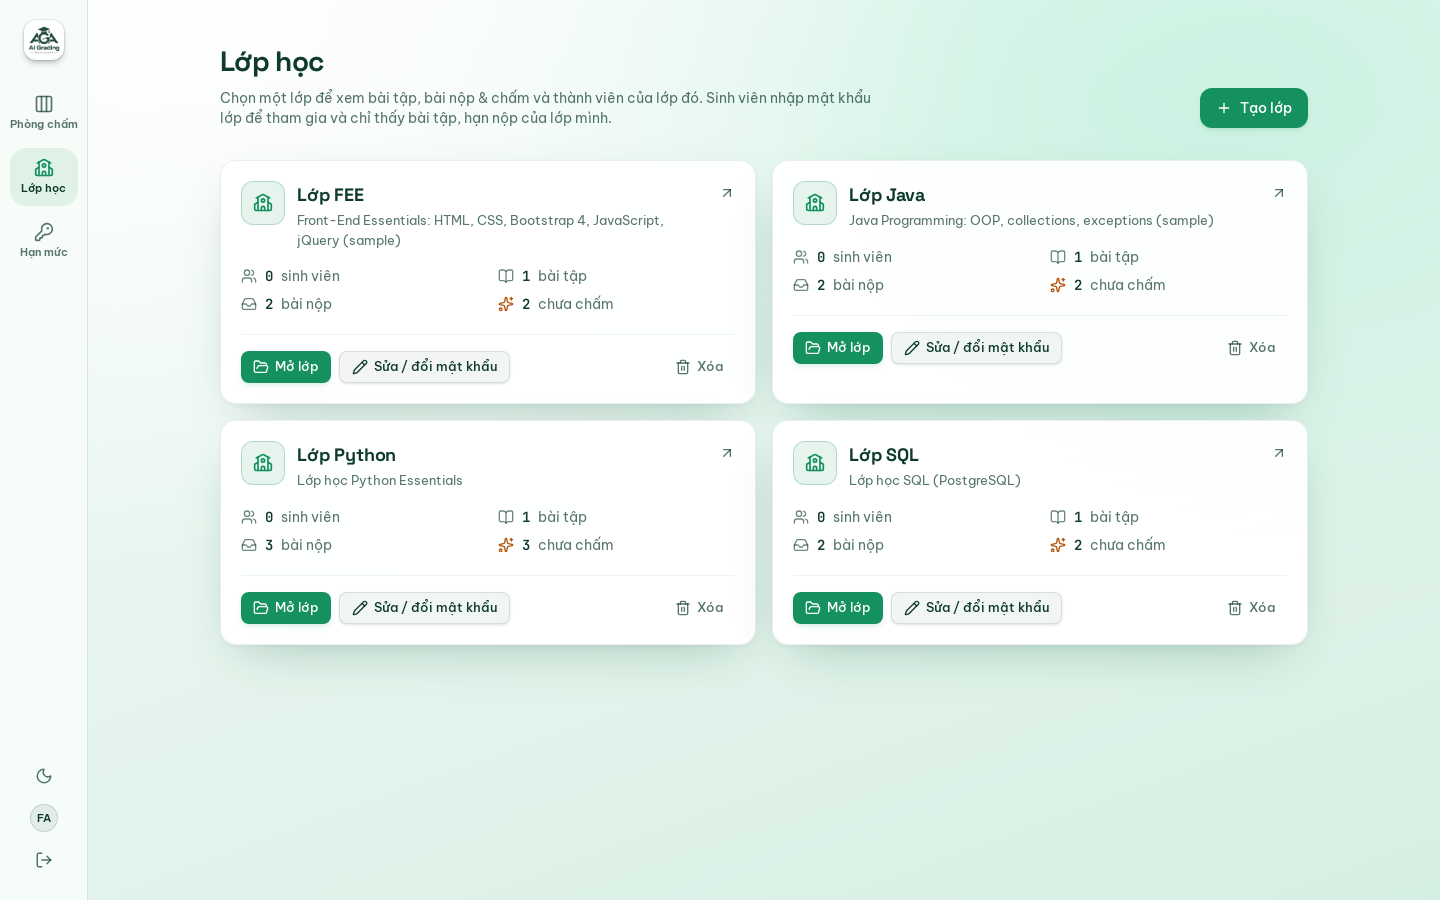 AI Grading
Phòng chấm
Lớp học
Hạn mức
FA
Lớp học
Chọn một lớp để xem bài tập, bài nộp & chấm và thành viên của lớp đó. Sinh viên nhập mật khẩu
lớp để tham gia và chỉ thấy bài tập, hạn nộp của lớp mình.
Tạo lớp
Lớp FEE
Front-End Essentials: HTML, CSS, Bootstrap 4, JavaScript,
jQuery (sample)
0 sinh viên
1 bài tập
2 bài nộp
2 chưa chấm
Mở lớp
Sửa / đổi mật khẩu
Xóa
Lớp Java
Java Programming: OOP, collections, exceptions (sample)
0 sinh viên
1 bài tập
2 bài nộp
2 chưa chấm
Mở lớp
Sửa / đổi mật khẩu
Xóa
Lớp Python
Lớp học Python Essentials
0 sinh viên
1 bài tập
3 bài nộp
3 chưa chấm
Mở lớp
Sửa / đổi mật khẩu
Xóa
Lớp SQL
Lớp học SQL (PostgreSQL)
0 sinh viên
1 bài tập
2 bài nộp
2 chưa chấm
Mở lớp
Sửa / đổi mật khẩu
Xóa